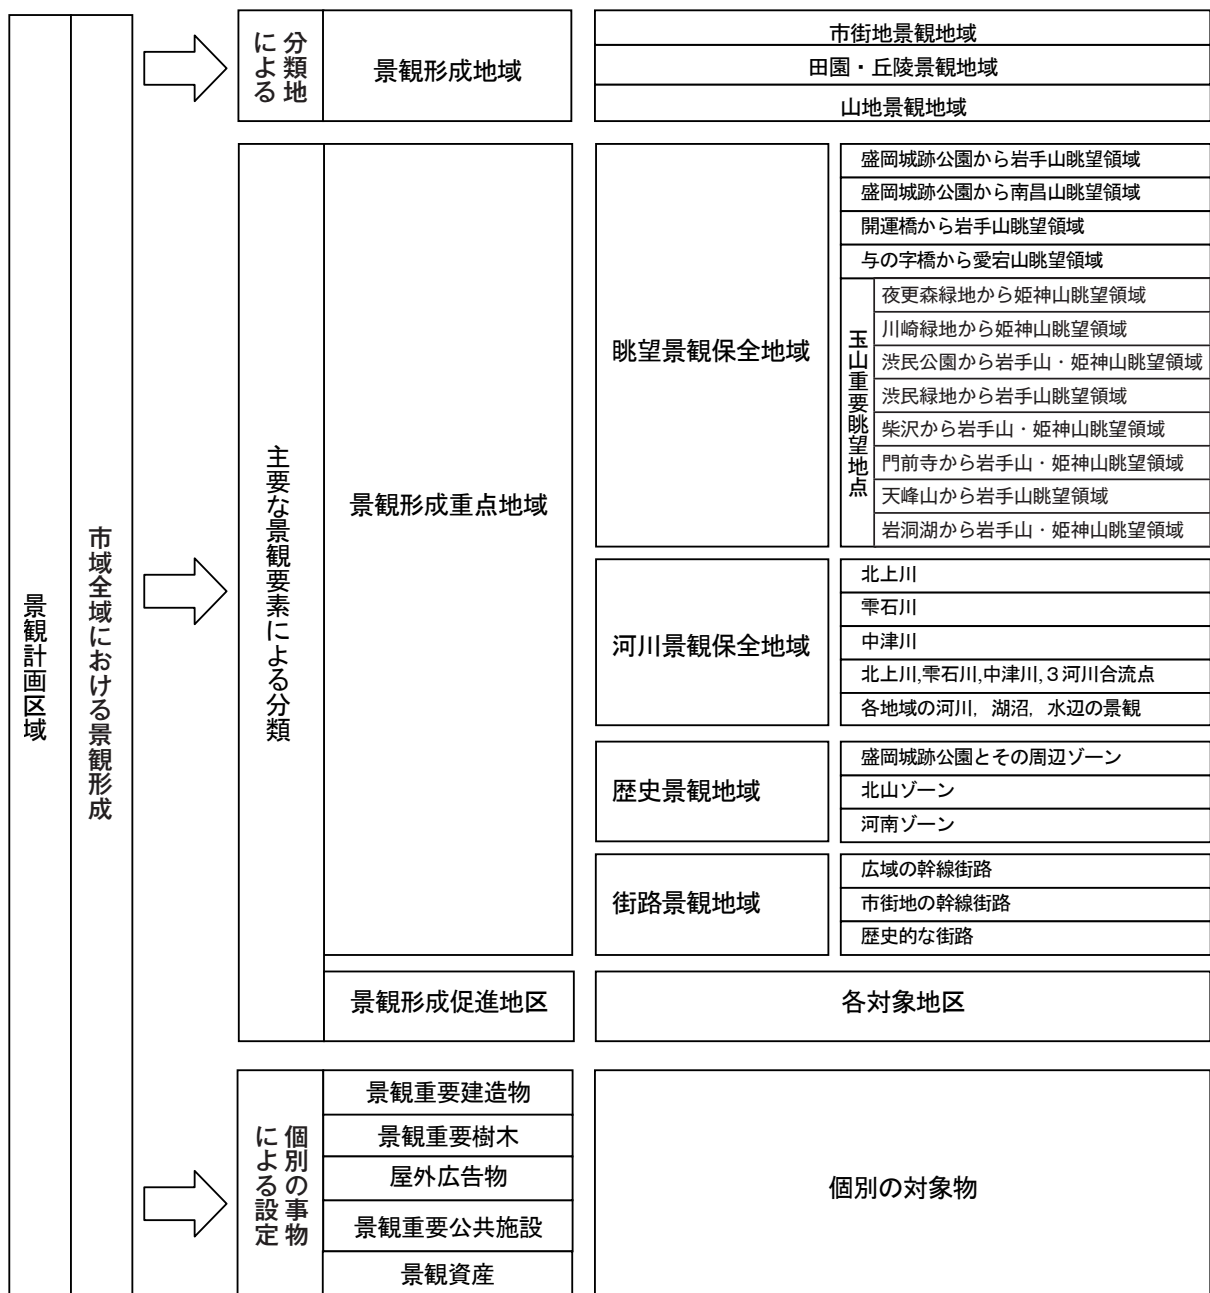 景観計画区域
市域全域における景観形成
分類地
による
景観形成地域
市街地景観地域
田園・丘陵景観地域
山地景観地域
主要な景観要素による分類
景観形成重点地域
眺望景観保全地域
盛岡城跡公園から岩手山眺望領域
盛岡城跡公園から南昌山眺望領域
開運橋から岩手山眺望領域
与の字橋から愛宕山眺望領域
玉山重要眺望地点
夜更森緑地から姫神山眺望領域
川崎緑地から姫神山眺望領域
渋民公園から岩手山・姫神山眺望領域
渋民緑地から岩手山眺望領域
柴沢から岩手山・姫神山眺望領域
門前寺から岩手山・姫神山眺望領域
天峰山から岩手山眺望領域
岩洞湖から岩手山・姫神山眺望領域
河川景観保全地域
北上川
雫石川
中津川
北上川,雫石川,中津川,３河川合流点
各地域の河川，湖沼，水辺の景観
歴史景観地域
盛岡城跡公園とその周辺ゾーン
北山ゾーン
河南ゾーン
街路景観地域
広域の幹線街路
市街地の幹線街路
歴史的な街路
景観形成促進地区
各対象地区
個別の事物
による設定
景観重要建造物
景観重要樹木
屋外広告物
景観重要公共施設
景観資産
個別の対象物